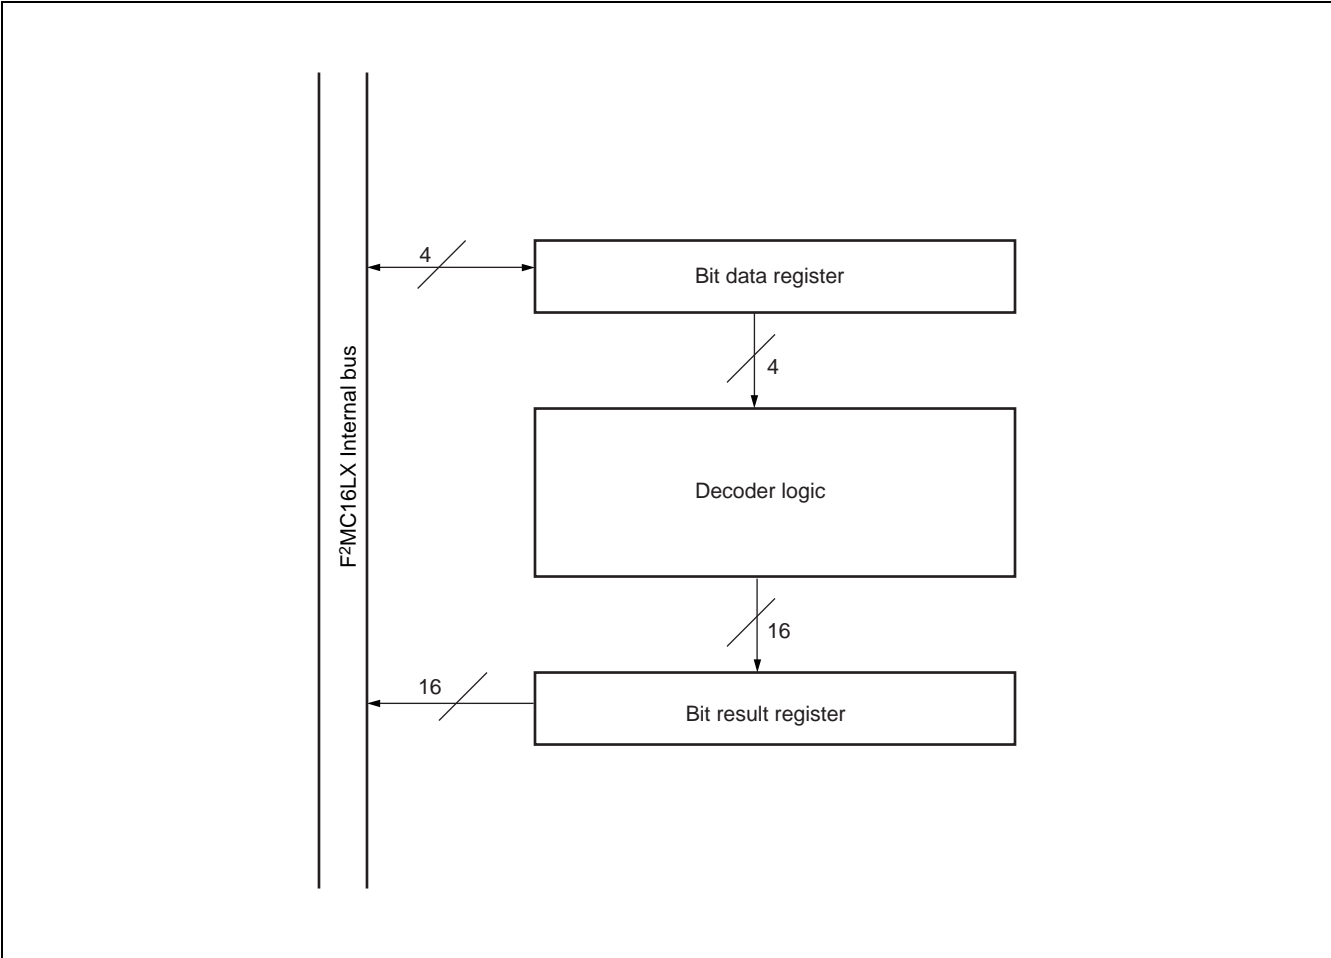 4
Bit data register
4
F²MC16LX Internal bus
Decoder logic
16
16
Bit result register